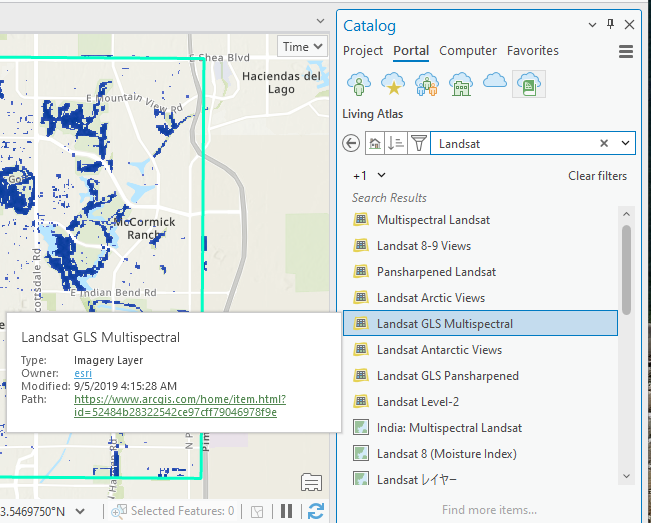 Time
E Shea Blvd
Haciendas del
Lago
E Mountain View Rd
McCormick
Ranch
E Indian Bend Rd
Landsat GLS Multispectral
Type: Imagery Layer
Owner: esri
Modified: 9/5/2019 4:15:28 AM
Path: https://www.arcgis.com/home/item.html?
id=52484b28322542ce97cff79046978f9e
3.5469750°N
Selected Features: 0
Catalog
Project Portal Computer Favorites
Living Atlas
Landsat
+1
Clear filters
Search Results
Multispectral Landsat
Landsat 8-9 Views
Pansharpened Landsat
Landsat Arctic Views
Landsat GLS Multispectral
Landsat Antarctic Views
Landsat GLS Pansharpened
Landsat Level-2
India: Multispectral Landsat
Landsat 8 (Moisture Index)
Landsat レイヤー
Find more items...